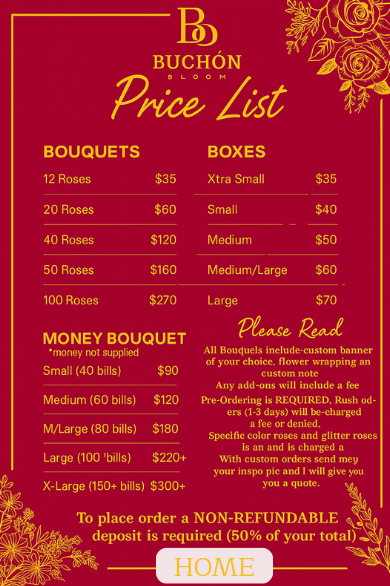 BO
BUCHÓN
BLOOM
Price List
BOUQUETS
12 Roses $35
20 Roses $60
40 Roses $120
50 Roses $160
100 Roses $270
BOXES
Xtra Small $35
Small $40
Medium $50
Medium/Large $60
Large $70
MONEY BOUQUET
*money not supplied
Small (40 bills) $90
Medium (60 bills) $120
M/Large (80 bills) $180
Large (100 'bills) $220+
X-Large (150+ bills) $300+
Please Read
All Bouquels include-custom banner
of your choice, flower wrapping an
custom note
Any add-ons will include a fee
Pre-Ordering is REQUIRED, Rush od-
ers (1-3 days) will be-charged
a fee or denied.
Specific color roses and glitter roses
is an and is charged a
With custom orders send mey
your inspo pic and I will give you
you a quote.
To place order a NON-REFUNDABLE
deposit is required (50% of your total)
HOME